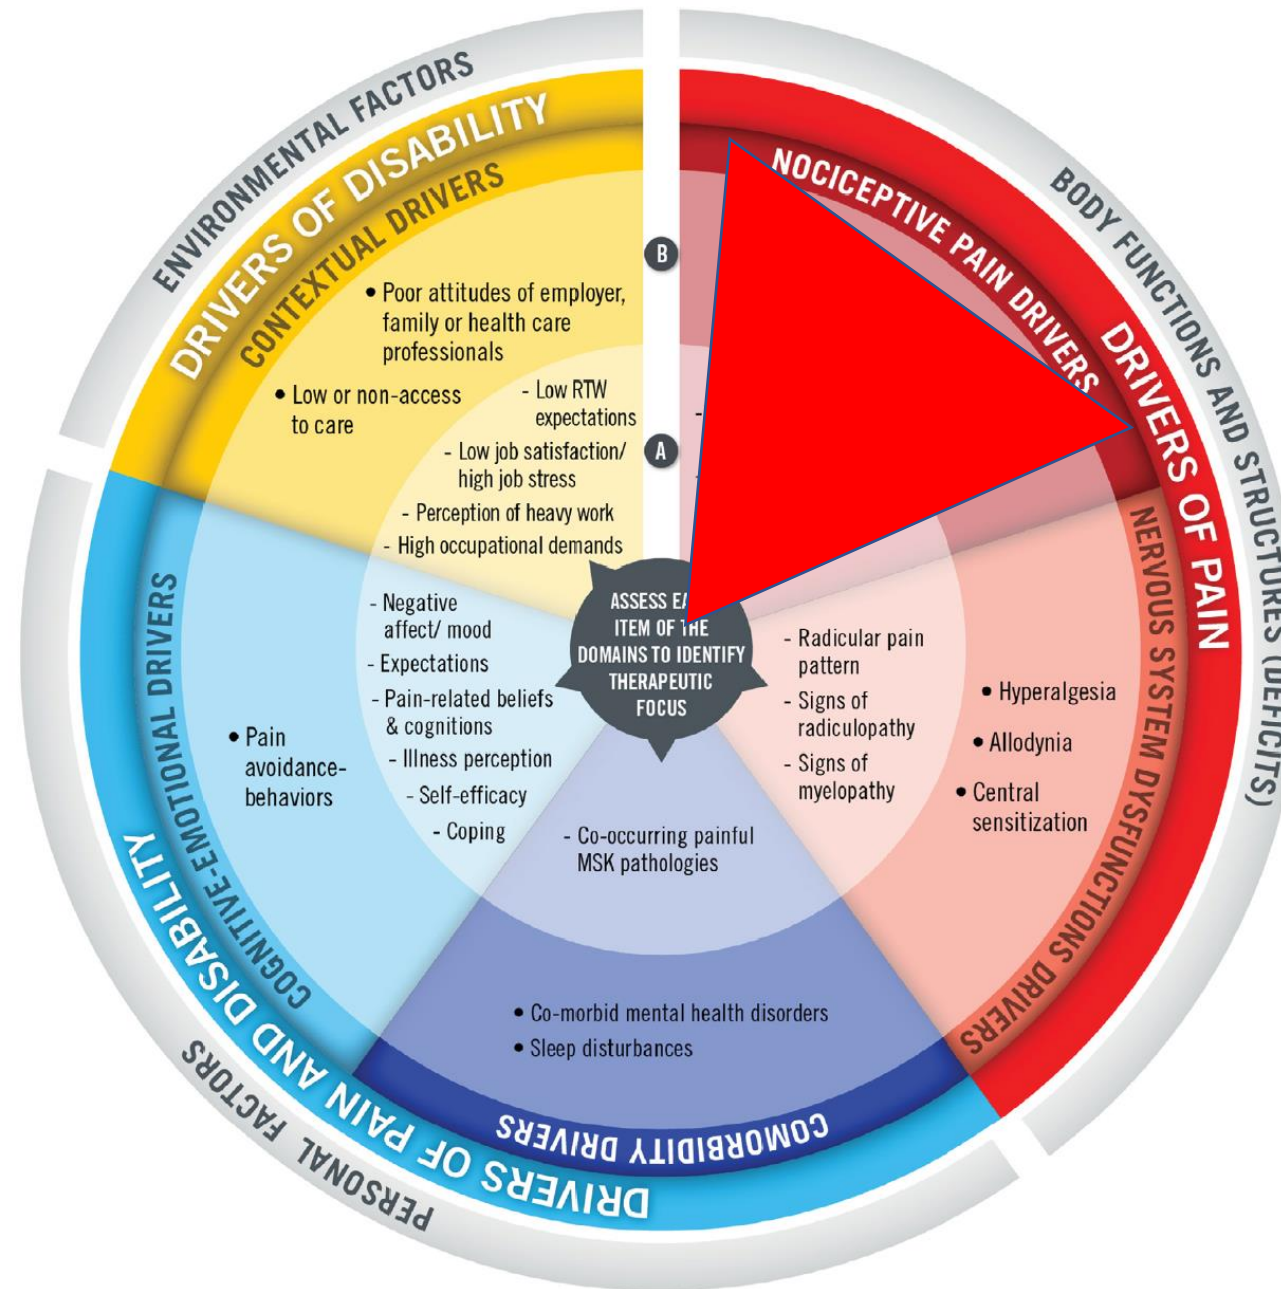 ENVIRONMENTAL FACTORS
DRIVERS OF DISABILITY
CONTEXTUAL DRIVERS
• Poor attitudes of employer,
family or health care
professionals
• Low or non-access
to care
- Low RTW
expectations
- Low job satisfaction/
high job stress
- Perception of heavy work
- High occupational demands
B
A
BODY FUNCTIONS AND STRUCTURES (DEFICITS)
DRIVERS OF PAIN
NOCICEPTIVE PAIN DRIVERS
-
-
NERVOUS SYSTEM DYSFUNCTIONS DRIVERS
- Radicular pain
pattern
- Signs of
radiculopathy
- Signs of
myelopathy
• Hyperalgesia
• Allodynia
• Central
sensitization
ASSESS
ITEM OF THE
DOMAINS TO IDENTIFY
THERAPEUTIC
FOCUS
- Negative
affect/ mood
- Expectations
- Pain-related beliefs
& cognitions
- Illness perception
- Self-efficacy
- Coping
• Pain
avoidance-
behaviors
COGNITIVE-EMOTIONAL DRIVERS
- Co-occurring painful
MSK pathologies
• Co-morbid mental health disorders
• Sleep disturbances
COMORBIDITY DRIVERS
DRIVERS OF PAIN AND DISABILITY
PERSONAL FACTORS